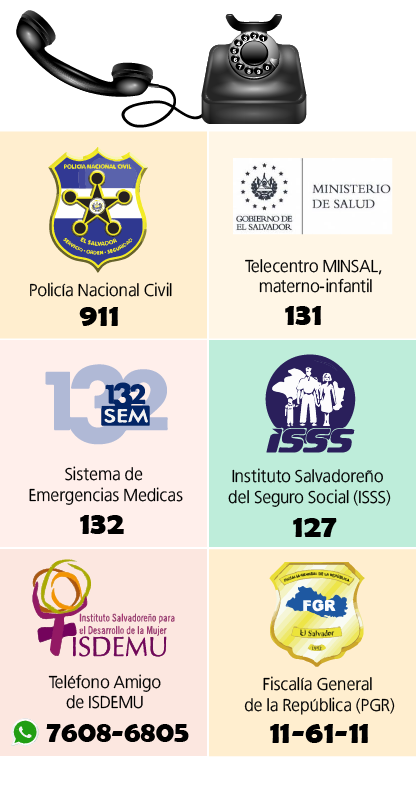 POLICIA NACIONAL CIVIL
EL SALVADOR
SERVICIO - ORDEN - SEGURIDAD
Policía Nacional Civil
911
GOBIERNO DE
EL SALVADOR
MINISTERIO
DE SALUD
Telecentro MINSAL,
materno-infantil
131
132
132
SEM
Sistema de
Emergencias Medicas
132
ISSS
Instituto Salvadoreño
del Seguro Social (ISSS)
127
Instituto Salvadoreño para
el Desarrollo de la Mujer
ISDEMU
Teléfono Amigo
de ISDEMU
7608-6805
FISCALIA GENERAL DE LA REPUBLICA
FGR
El Salvador
Fiscalía General
de la República (PGR)
11-61-11